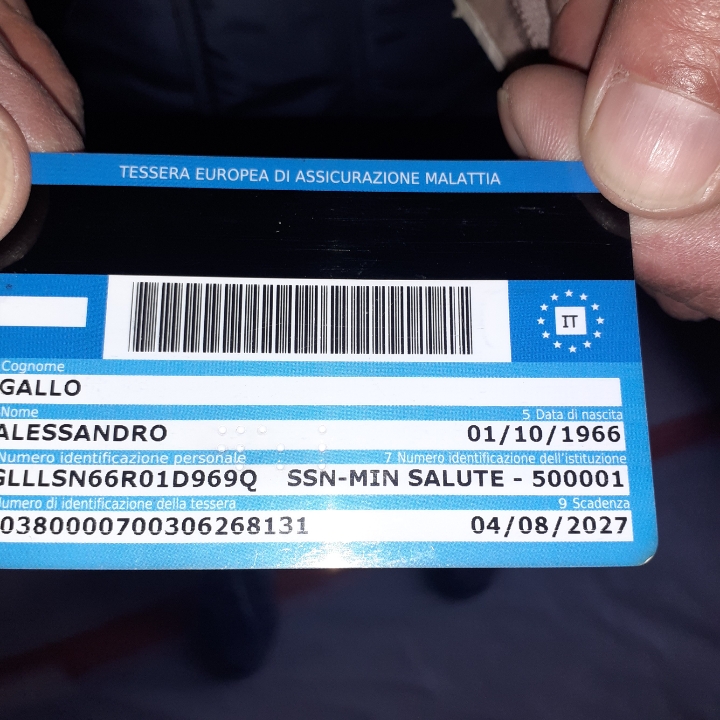 TESSERA EUROPEA DI ASSICURAZIONE MALATTIA
IT
Cognome
GALLO
Nome
5 Data di nascita
ALESSANDRO
01/10/1966
Numero identificazione personale
7 Numero identificazione dell'istituzione
GLLLSN66R01D969Q
SSN-MIN SALUTE - 500001
Numero di identificazione della tessera
9 Scadenza
0380000700306268131
04/08/2027